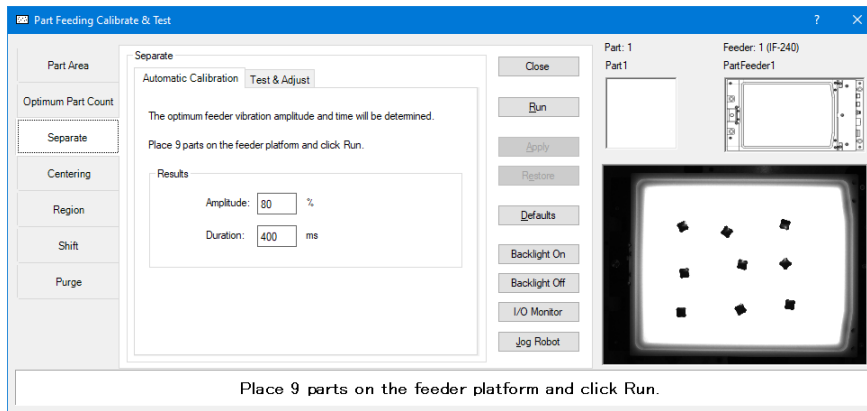 Part Feeding Calibrate & Test
Part Area
Optimum Part Count
Separate
Centering
Region
Shift
Purge
Separate
Automatic Calibration
Test & Adjust
The optimum feeder vibration amplitude and time will be determined.
Place 9 parts on the feeder platform and click Run.
Results
Amplitude: 80 %
Duration: 400 ms
Close
Run
Apply
Restore
Defaults
Backlight On
Backlight Off
I/O Monitor
Jog Robot
Part: 1
Part1
Feeder: 1 (IF-240)
PartFeeder1
Place 9 parts on the feeder platform and click Run.